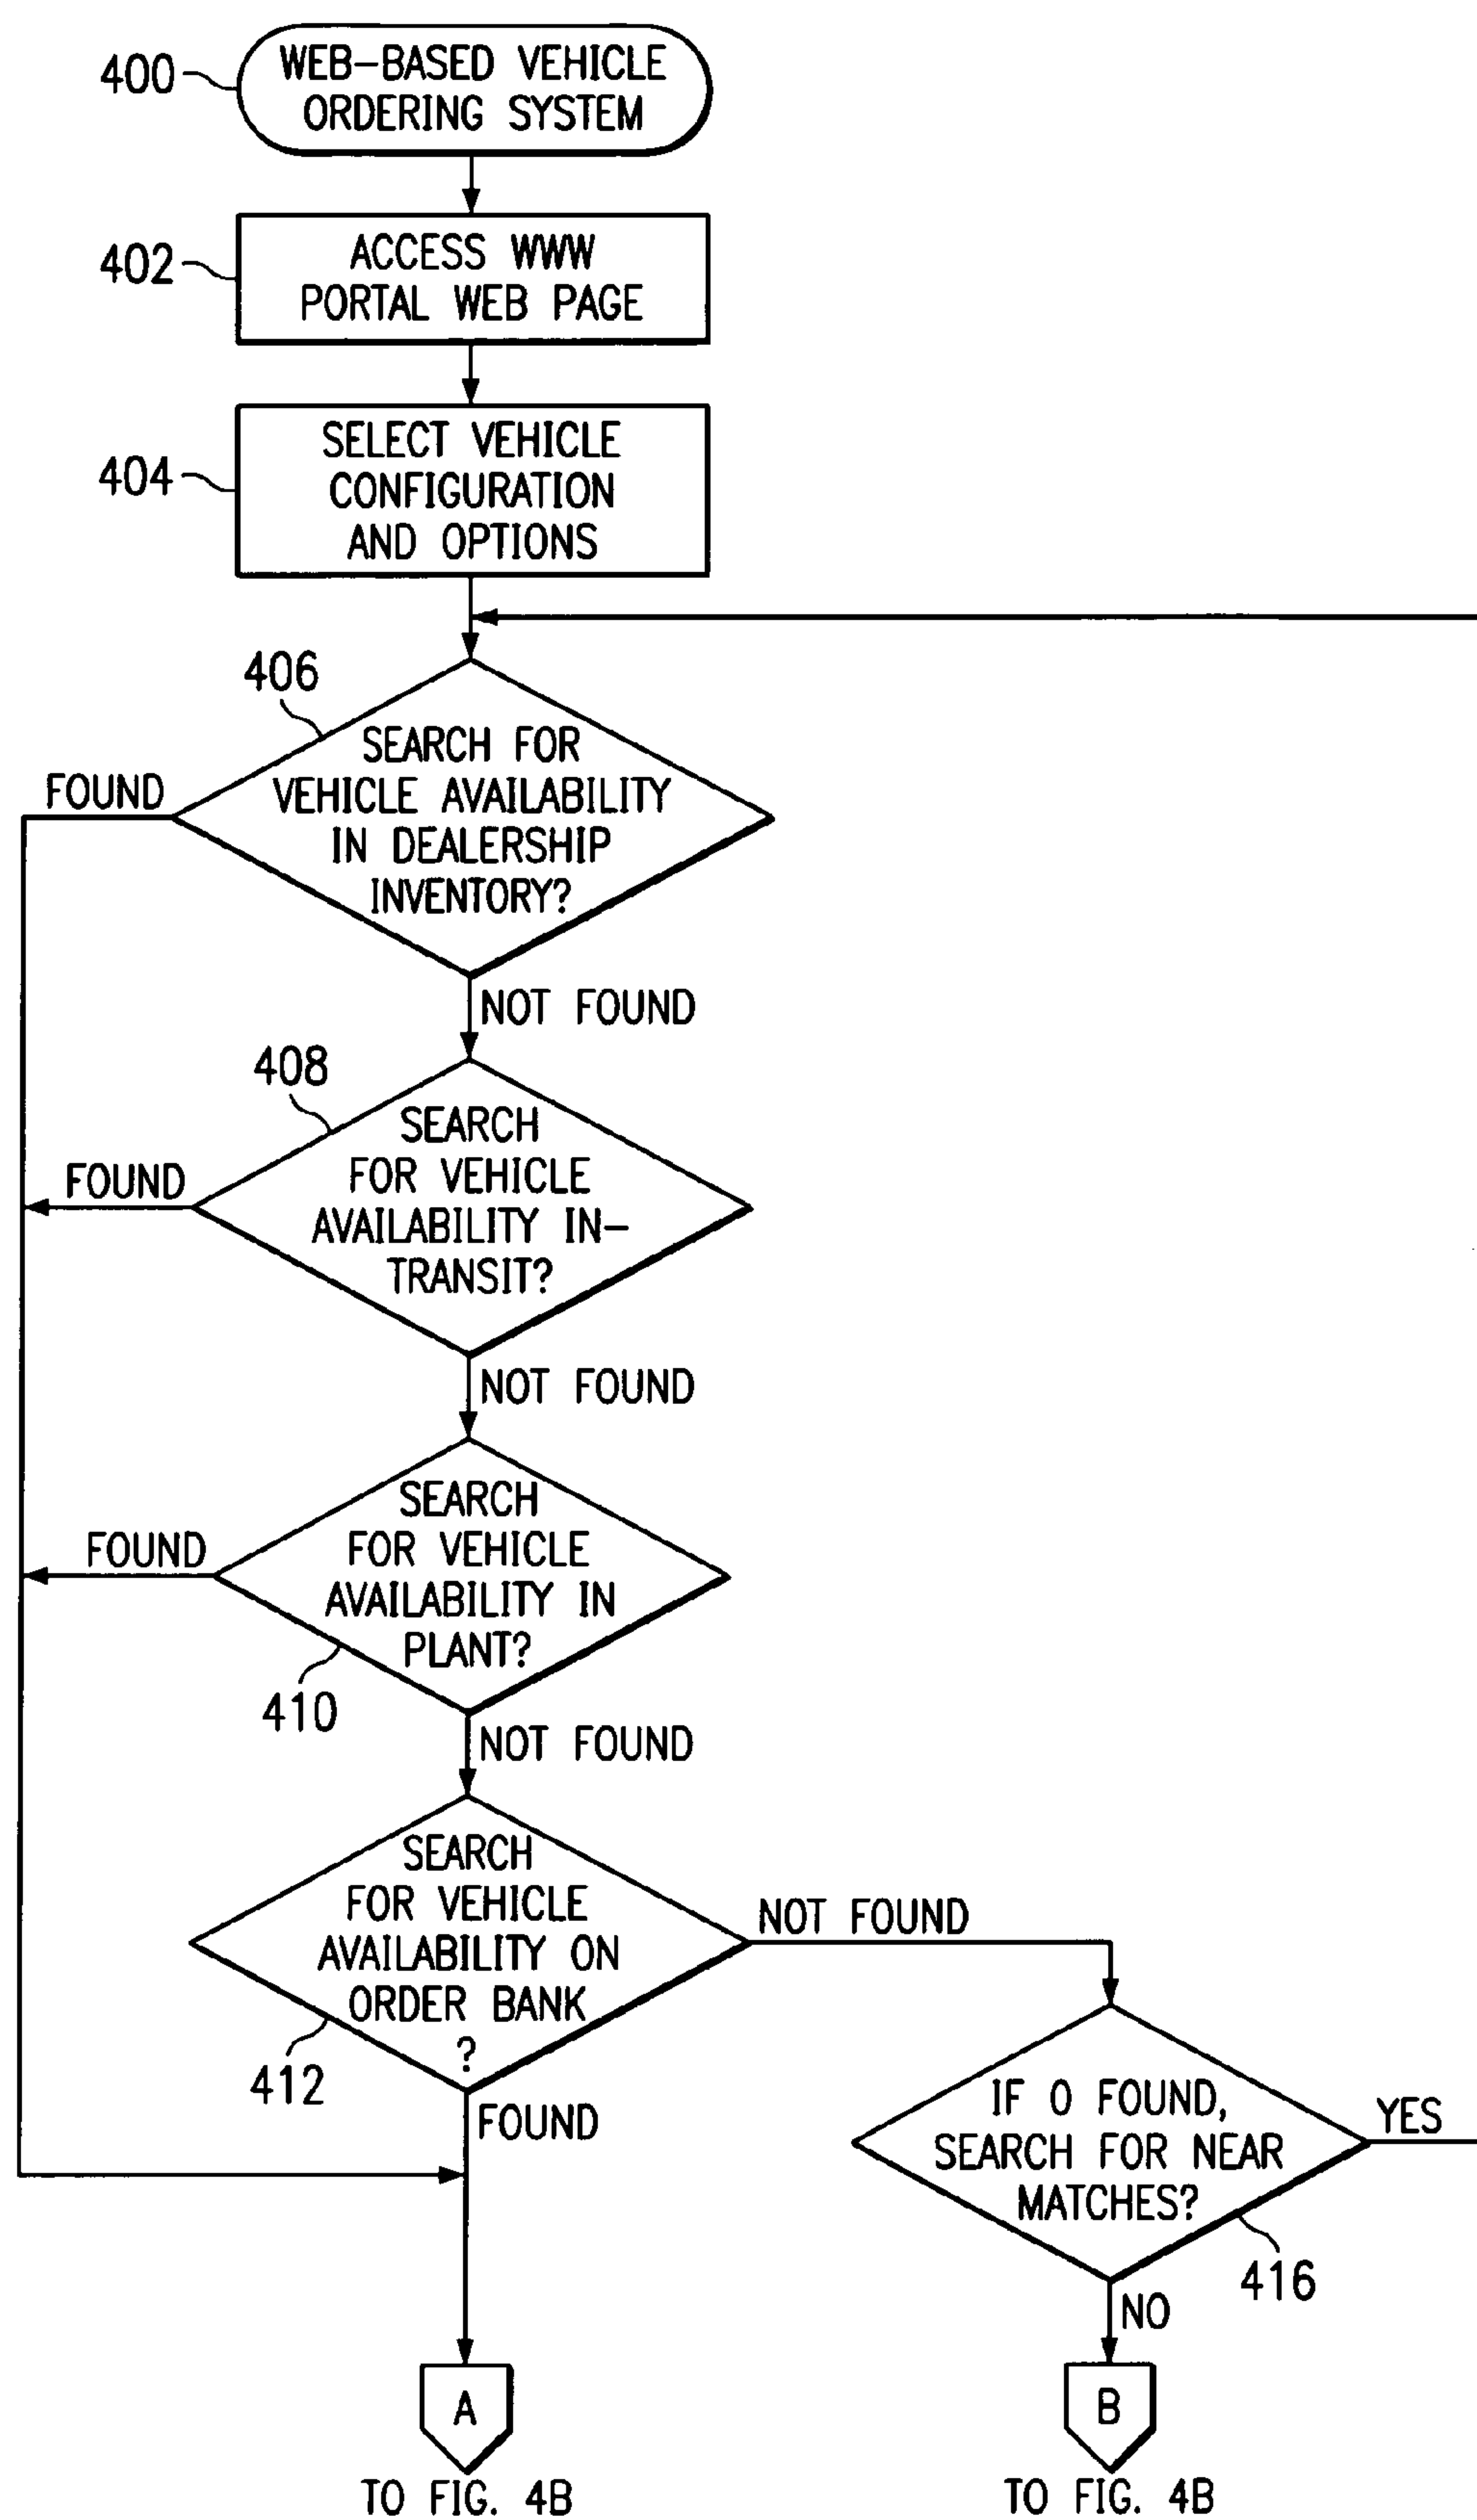 400
WEB-BASED VEHICLE
ORDERING SYSTEM
402
ACCESS WWW
PORTAL WEB PAGE
404
SELECT VEHICLE
CONFIGURATION
AND OPTIONS
406
SEARCH FOR
VEHICLE AVAILABILITY
IN DEALERSHIP
INVENTORY?
FOUND
NOT FOUND
408
SEARCH
FOR VEHICLE
AVAILABILITY IN-
TRANSIT?
FOUND
NOT FOUND
SEARCH
FOR VEHICLE
AVAILABILITY IN
PLANT?
FOUND
410
NOT FOUND
SEARCH
FOR VEHICLE
AVAILABILITY ON
ORDER BANK
?
NOT FOUND
412
FOUND
IF 0 FOUND,
SEARCH FOR NEAR
MATCHES?
YES
416
NO
A
B
TO FIG. 4B
TO FIG. 4B